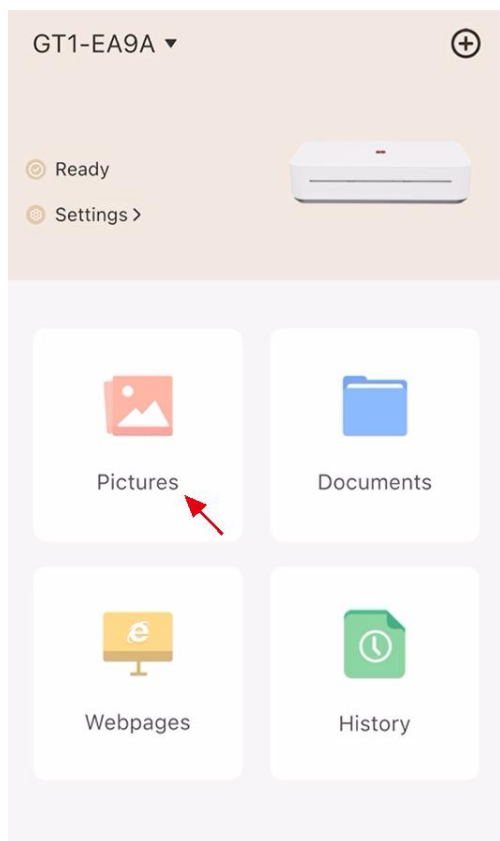 GT1-EA9A
Ready
Settings
Pictures
Documents
Webpages
History